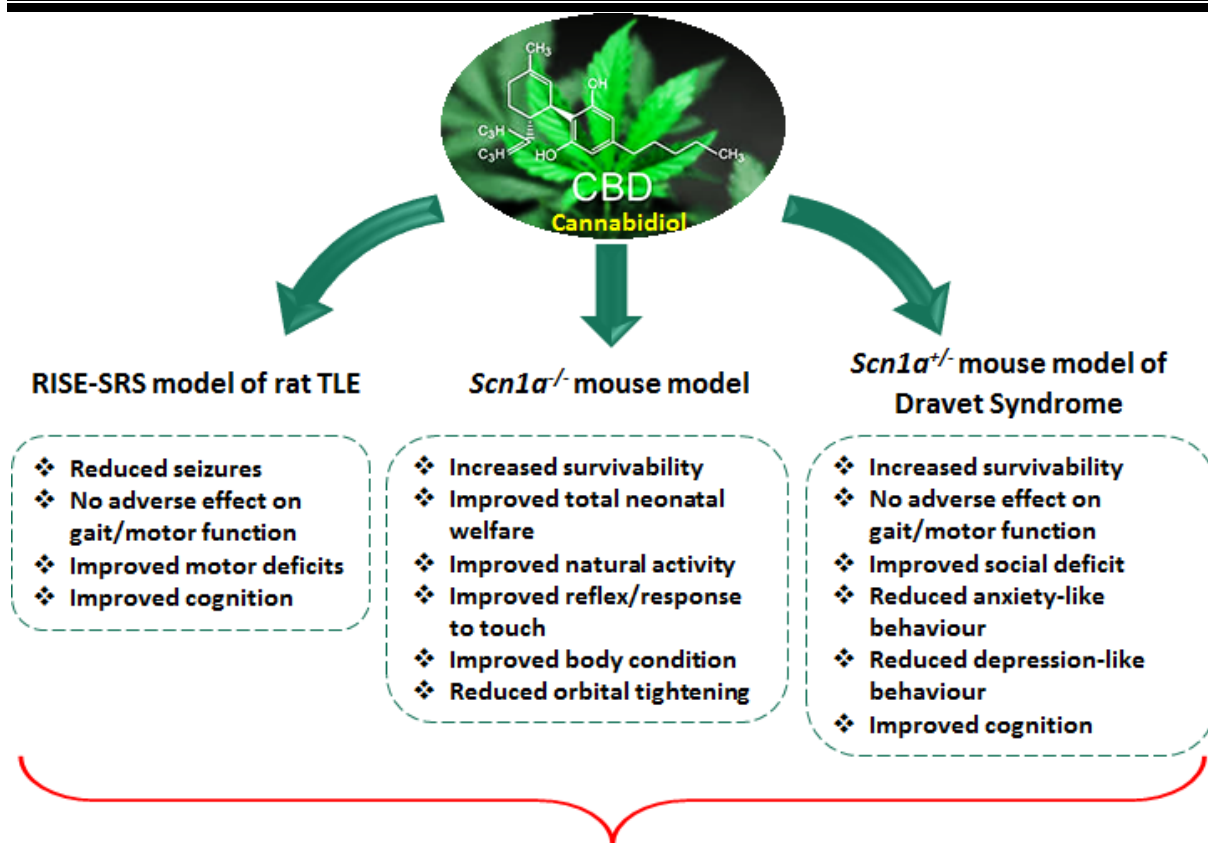 CH₃
OH
C₃H
C₃H
HO
CH₃
CBD
Cannabidiol
RISE-SRS model of rat TLE
❖ Reduced seizures
❖ No adverse effect on
gait/motor function
❖ Improved motor deficits
❖ Improved cognition
Scn1a-/- mouse model
❖ Increased survivability
❖ Improved total neonatal
welfare
❖ Improved natural activity
❖ Improved reflex/response
to touch
❖ Improved body condition
❖ Reduced orbital tightening
Scn1a+/- mouse model of
Dravet Syndrome
❖ Increased survivability
❖ No adverse effect on
gait/motor function
❖ Improved social deficit
❖ Reduced anxiety-like
behaviour
❖ Reduced depression-like
behaviour
❖ Improved cognition